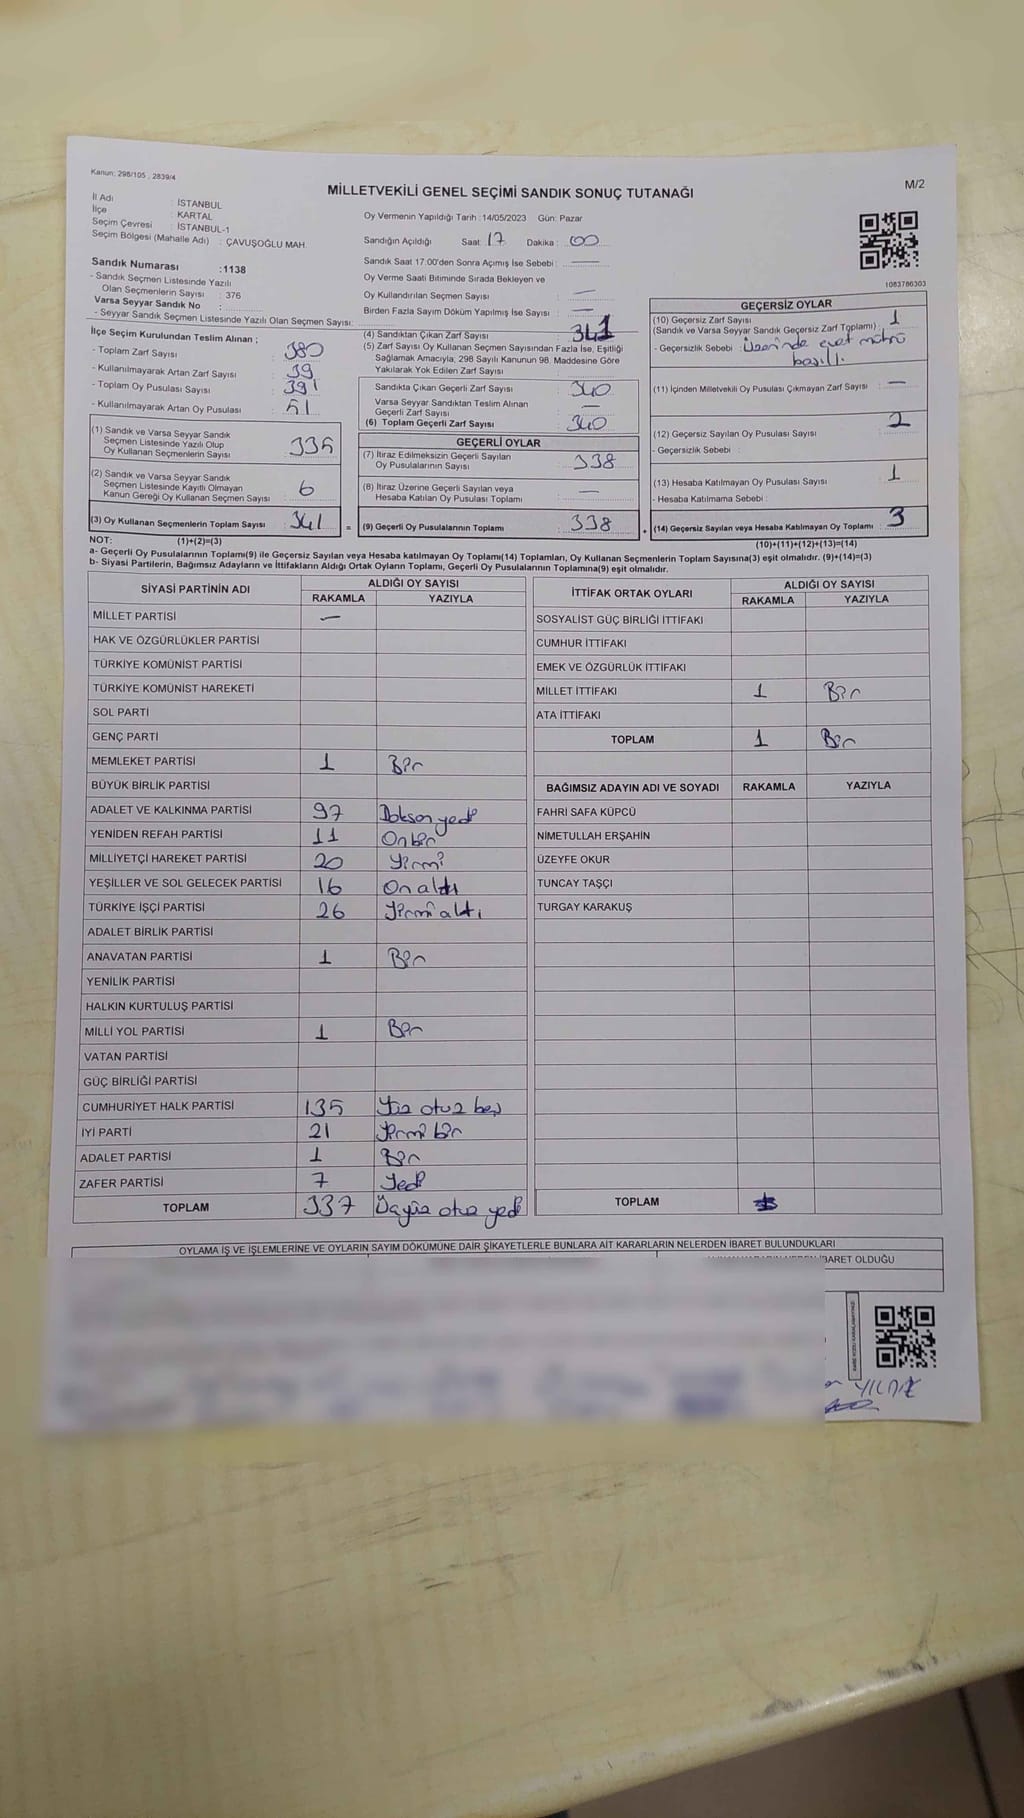 Kanun: 298/105 , 2839/4
MİLLETVEKİLİ GENEL SEÇİMİ SANDIK SONUÇ TUTANAĞI
M/2
İl Adı : İSTANBUL
İlçe : KARTAL
Seçim Çevresi : İSTANBUL-1
Seçim Bölgesi (Mahalle Adı) : ÇAVUŞOĞLU MAH.
Sandık Numarası :1138
- Sandık Seçmen Listesinde Yazılı
Olan Seçmenlerin Sayısı : 376
Varsa Seyyar Sandık No :
- Seyyar Sandık Seçmen Listesinde Yazılı Olan Seçmen Sayısı:
İlçe Seçim Kurulundan Teslim Alınan ;
- Toplam Zarf Sayısı : 380
- Kullanılmayarak Artan Zarf Sayısı : 39
- Toplam Oy Pusulası Sayısı : 391
- Kullanılmayarak Artan Oy Pusulası : 51
(1) Sandık ve Varsa Seyyar Sandık
Seçmen Listesinde Yazılı Olup
Oy Kullanan Seçmenlerin Sayısı : 335
(2) Sandık ve Varsa Seyyar Sandık
Seçmen Listesinde Kayıtlı Olmayan
Kanun Gereği Oy Kullanan Seçmen Sayısı : 6
(3) Oy Kullanan Seçmenlerin Toplam Sayısı : 341
Oy Vermenin Yapıldığı Tarih :14/05/2023 Gün: Pazar
Sandığın Açıldığı Saat: 17 Dakika : 00
Sandık Saat 17:00'den Sonra Açımış İse Sebebi : —
Oy Verme Saati Bitiminde Sırada Bekleyen ve
Oy Kullandırılan Seçmen Sayısı : —
Birden Fazla Sayım Döküm Yapılmış İse Sayısı : —
(4) Sandıktan Çıkan Zarf Sayısı : 341
(5) Zarf Sayısı Oy Kullanan Seçmen Sayısından Fazla İse, Eşitliği
Sağlamak Amacıyla, 298 Sayılı Kanunun 98. Maddesine Göre
Yakılarak Yok Edilen Zarf Sayısı
Sandıkta Çıkan Geçerli Zarf Sayısı : 340
Varsa Seyyar Sandıktan Teslim Alınan
Geçerli Zarf Sayısı : —
(6) Toplam Geçerli Zarf Sayısı : 340
GEÇERLİ OYLAR
(7) İtiraz Edilmeksizin Geçerli Sayılan
Oy Pusulalarının Sayısı : 338
(8) İtiraz Üzerine Geçerli Sayılan veya
Hesaba Katılan Oy Pusulası Toplamı : —
= (9) Geçerli Oy Pusulalarının Toplamı : 338
1083786303
GEÇERSİZ OYLAR
(10) Geçersiz Zarf Sayısı
(Sandık ve Varsa Seyyar Sandık Geçersiz Zarf Toplamı) : 1
- Geçersizlik Sebebi : Üzerinde evet mührü
basılı.
(11) İçinden Milletvekili Oy Pusulası Çıkmayan Zarf Sayısı : —
(12) Geçersiz Sayılan Oy Pusulası Sayısı : 2
- Geçersizlik Sebebi :
(13) Hesaba Katılmayan Oy Pusulası Sayısı : 1
- Hesaba Katılmama Sebebi :
+ (14) Geçersiz Sayılan veya Hesaba Katılmayan Oy Toplamı : 3
NOT: (1)+(2)=(3) (10)+(11)+(12)+(13)=(14)
a- Geçerli Oy Pusulalarının Toplamı(9) ile Geçersiz Sayılan veya Hesaba katılmayan Oy Toplamı(14) Toplamları, Oy Kullanan Seçmenlerin Toplam Sayısına(3) eşit olmalıdır. (9)+(14)=(3)
b- Siyasi Partilerin, Bağımsız Adayların ve İttifakların Aldığı Ortak Oyların Toplamı, Geçerli Oy Pusulalarının Toplamına(9) eşit olmalıdır.
SİYASİ PARTİNİN ADI ALDIĞI OY SAYISI
RAKAMLA YAZIYLA
MİLLET PARTİSİ —
HAK VE ÖZGÜRLÜKLER PARTİSİ
TÜRKİYE KOMÜNİST PARTİSİ
TÜRKİYE KOMÜNİST HAREKETİ
SOL PARTİ
GENÇ PARTİ
MEMLEKET PARTİSİ 1 Bir
BÜYÜK BİRLİK PARTİSİ
ADALET VE KALKINMA PARTİSİ 97 Doksan yedi
YENİDEN REFAH PARTİSİ 11 On bir
MİLLİYETÇİ HAREKET PARTİSİ 20 Yirmi
YEŞİLLER VE SOL GELECEK PARTİSİ 16 On altı
TÜRKİYE İŞÇİ PARTİSİ 26 Yirmi altı
ADALET BİRLİK PARTİSİ
ANAVATAN PARTİSİ 1 Bir
YENİLİK PARTİSİ
HALKIN KURTULUŞ PARTİSİ
MİLLİ YOL PARTİSİ 1 Bir
VATAN PARTİSİ
GÜÇ BİRLİĞİ PARTİSİ
CUMHURİYET HALK PARTİSİ 135 Yüz otuz beş
İYİ PARTİ 21 Yirmi bir
ADALET PARTİSİ 1 Bir
ZAFER PARTİSİ 7 Yedi
TOPLAM 337 Üçyüz otuz yedi
İTTİFAK ORTAK OYLARI ALDIĞI OY SAYISI
RAKAMLA YAZIYLA
SOSYALİST GÜÇ BİRLİĞİ İTTİFAKI
CUMHUR İTTİFAKI
EMEK VE ÖZGÜRLÜK İTTİFAKI
MİLLET İTTİFAKI 1 Bir
ATA İTTİFAKI
TOPLAM 1 Bir
BAĞIMSIZ ADAYIN ADI VE SOYADI RAKAMLA YAZIYLA
FAHRİ SAFA KÜPCÜ
NİMETULLAH ERŞAHİN
ÜZEYFE OKUR
TUNCAY TAŞÇI
TURGAY KARAKUŞ
TOPLAM
OYLAMA İŞ VE İŞLEMLERİNE VE OYLARIN SAYIM DÖKÜMÜNE DAİR ŞİKAYETLERLE BUNLARA AİT KARARLARIN NELERDEN İBARET BULUNDUKLARI
İBARET OLDUĞU